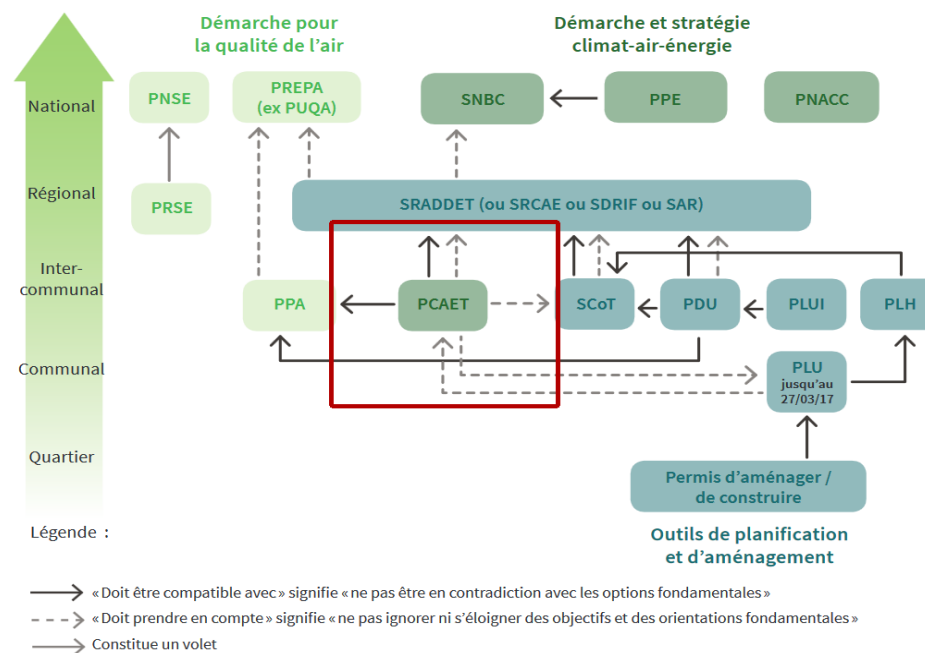 Démarche pour
la qualité de l’air
Démarche et stratégie
climat-air-énergie
National
PNSE
PREPA
(ex PUQA)
SNBC
PPE
PNACC
Régional
PRSE
SRADDET (ou SRCAE ou SDRIF ou SAR)
Inter-
communal
PPA
PCAET
SCoT
PDU
PLUI
PLH
Communal
PLU
jusqu’au
27/03/17
Quartier
Permis d’aménager /
de construire
Légende :
Outils de planification
et d’aménagement
«Doit être compatible avec» signifie «ne pas être en contradiction avec les options fondamentales»
«Doit prendre en compte» signifie «ne pas ignorer ni s’éloigner des objectifs et des orientations fondamentales»
Constitue un volet